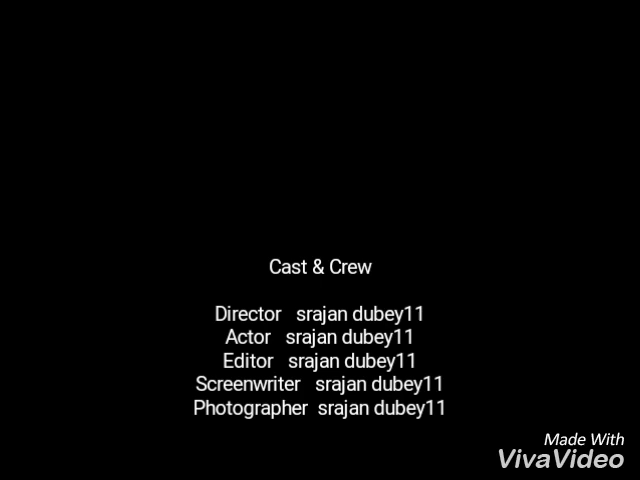 Cast & Crew
Director srajan dubey11
Actor srajan dubey11
Editor srajan dubey11
Screenwriter srajan dubey11
Photographer srajan dubey11
Made With
VivaVideo